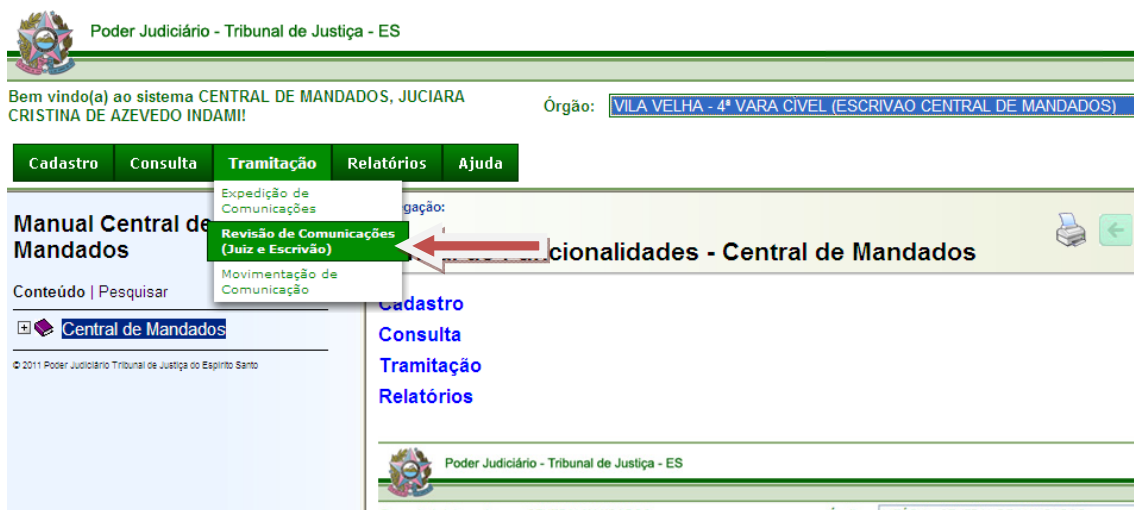 Poder Judiciário - Tribunal de Justiça - ES
Bem vindo(a) ao sistema CENTRAL DE MANDADOS, JUCIARA
CRISTINA DE AZEVEDO INDAMI!
Órgão: VILA VELHA - 4ª VARA CÍVEL (ESCRIVAO CENTRAL DE MANDADOS)
Cadastro Consulta Tramitação Relatórios Ajuda
Expedição de
Comunicações
Revisão de Comunicações
(Juiz e Escrivão)
Movimentação de
Comunicação
Manual Central de
Mandados
Conteúdo | Pesquisar
Central de Mandados
© 2011 Poder Judiciário Tribunal de Justiça do Espirito Santo
egação:
cionalidades - Central de Mandados
Cadastro
Consulta
Tramitação
Relatórios
Poder Judiciário - Tribunal de Justiça - ES